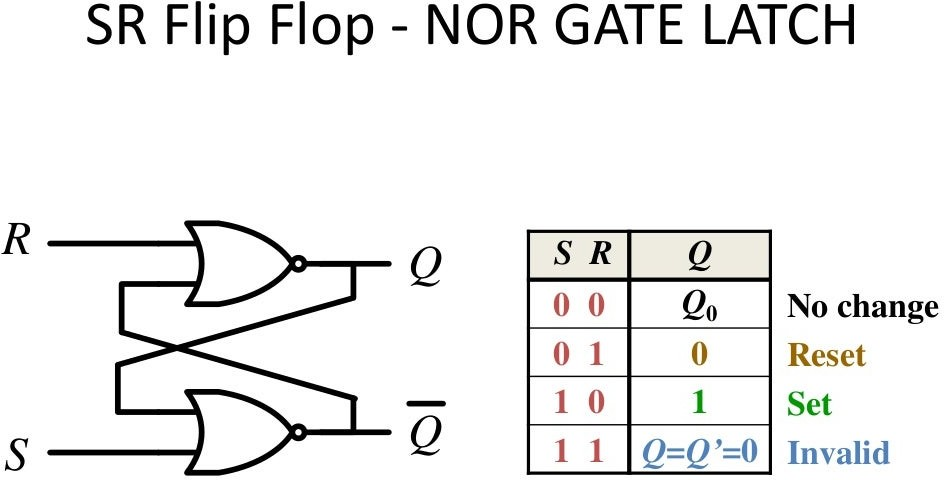 SR Flip Flop - NOR GATE LATCH
R
Q
S
Q̅
S R Q
0 0 Q₀ No change
0 1 0 Reset
1 0 1 Set
1 1 Q=Q’=0 Invalid